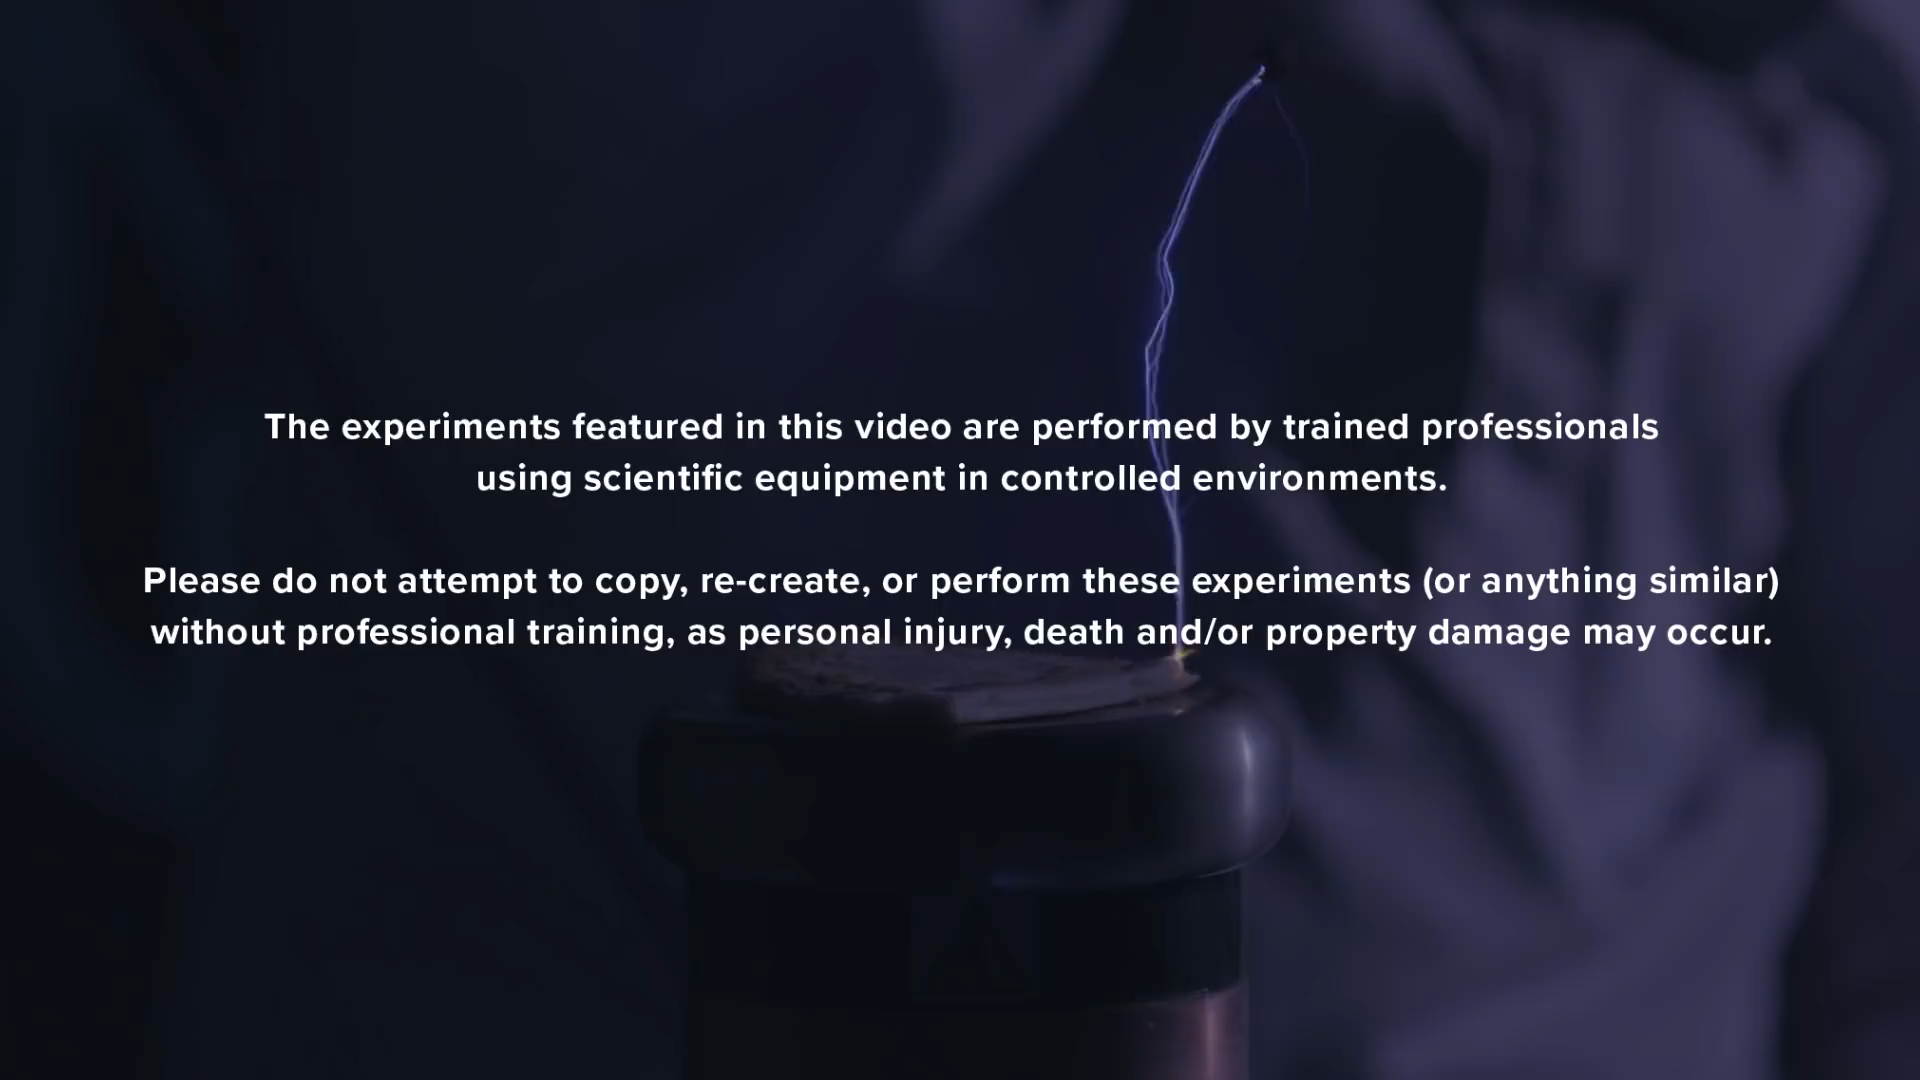 The experiments featured in this video are performed by trained professionals
using scientific equipment in controlled environments.
Please do not attempt to copy, re-create, or perform these experiments (or anything similar)
without professional training, as personal injury, death and/or property damage may occur.